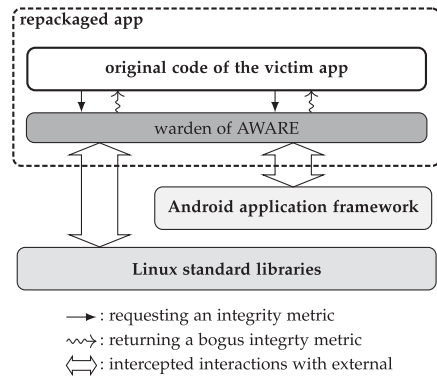 repackaged app
original code of the victim app
warden of AWARE
Android application framework
Linux standard libraries
: requesting an integrity metric
: returning a bogus integrty metric
: intercepted interactions with external